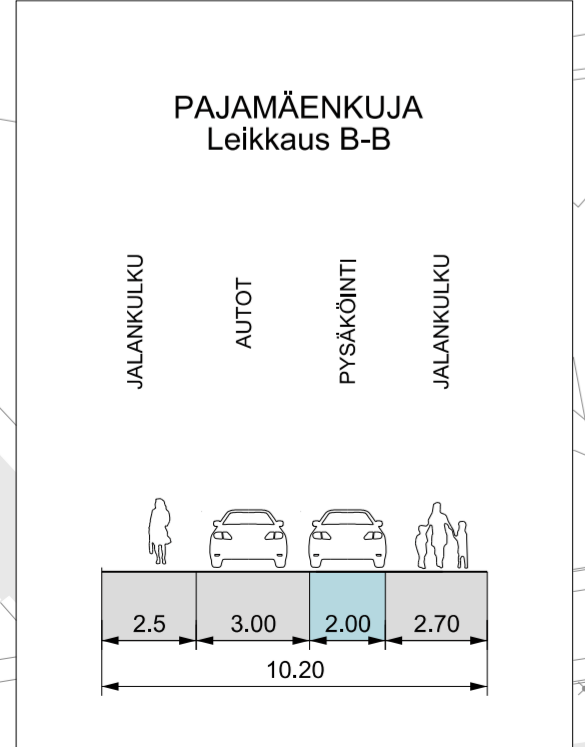 PAJAMÄENKUJA
Leikkaus B-B
JALANKULKU
AUTOT
PYSÄKÖINTI
JALANKULKU
2.5
3.00
2.00
2.70
10.20